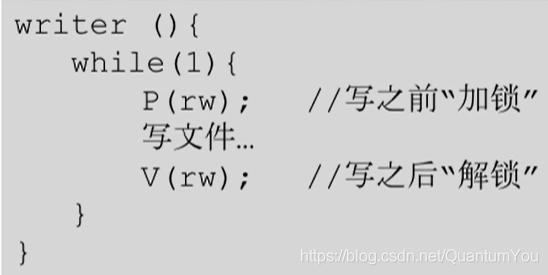 writer (){
while(1){
P(rw); //写之前“加锁”
写文件…
V(rw); //写之后“解锁”
}
}
https://blog.csdn.net/QuantumYou